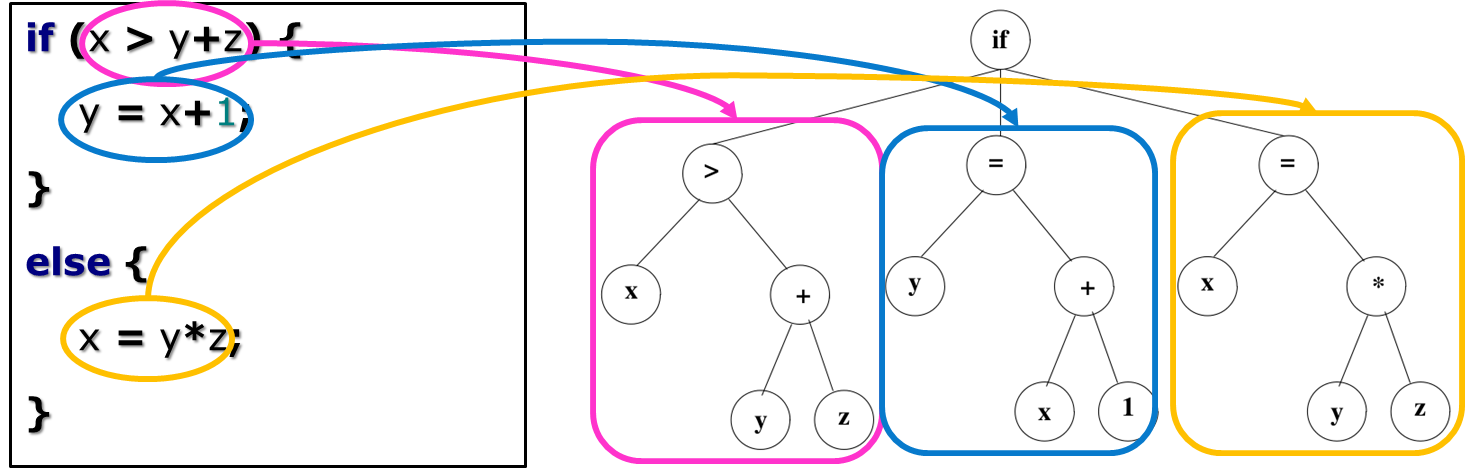 if (x > y+z) {
y = x+1;
}
else {
x = y*z;
}
if
> = =
x + y + x *
y z x 1 y z